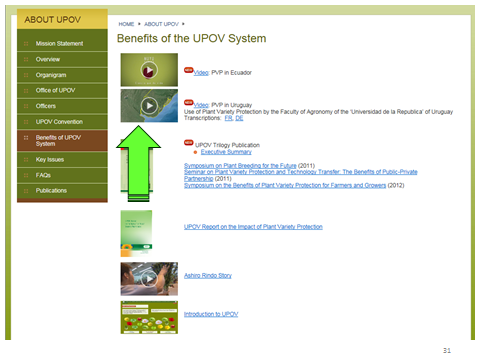 ABOUT UPOV
Mission Statement
Overview
Organigram
Office of UPOV
Officers
UPOV Convention
Benefits of UPOV
System
Key Issues
FAQs
Publications
HOME ABOUT UPOV
Benefits of the UPOV System
NEW Video: PVP in Ecuador
NEW Video: PVP in Uruguay
Use of Plant Variety Protection by the Faculty of Agronomy of the 'Universidad de la Republica' of Uruguay
Transcriptions: FR, DE
NEW UPOV Trilogy Publication
Executive Summary
Symposium on Plant Breeding for the Future (2011)
Seminar on Plant Variety Protection and Technology Transfer: The Benefits of Public-Private
Partnership (2011)
Symposium on the Benefits of Plant Variety Protection for Farmers and Growers (2012)
UPOV Report on the Impact of Plant Variety Protection
Ashiro Rindo Story
Introduction to UPOV
31